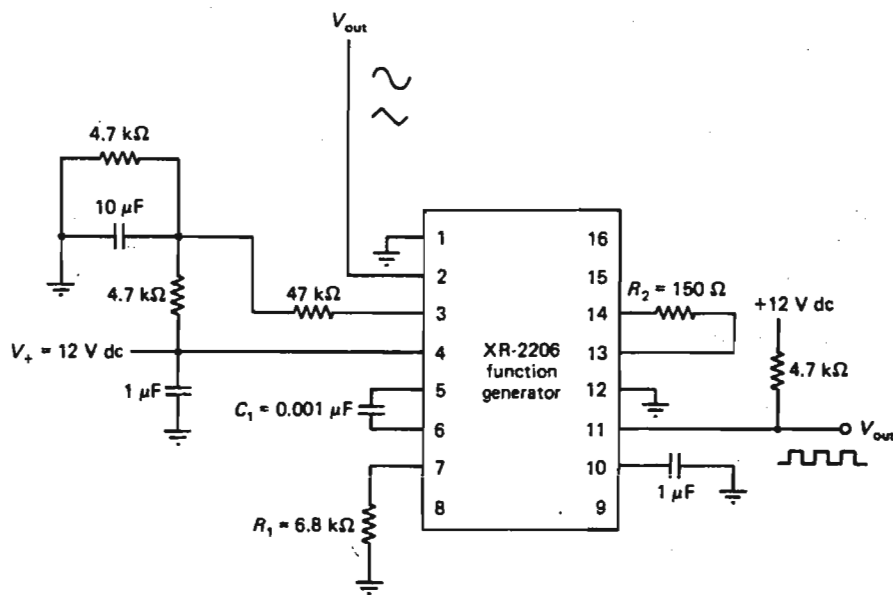 V_out
4.7 kΩ
10 μF
4.7 kΩ
47 kΩ
V+ = 12 V dc
1 μF
C1 = 0.001 μF
R1 = 6.8 kΩ
1
2
3
4
5
6
7
8
XR-2206
function
generator
16
15
14
13
12
11
10
9
R2 = 150 Ω
+12 V dc
4.7 kΩ
V_out
1 μF